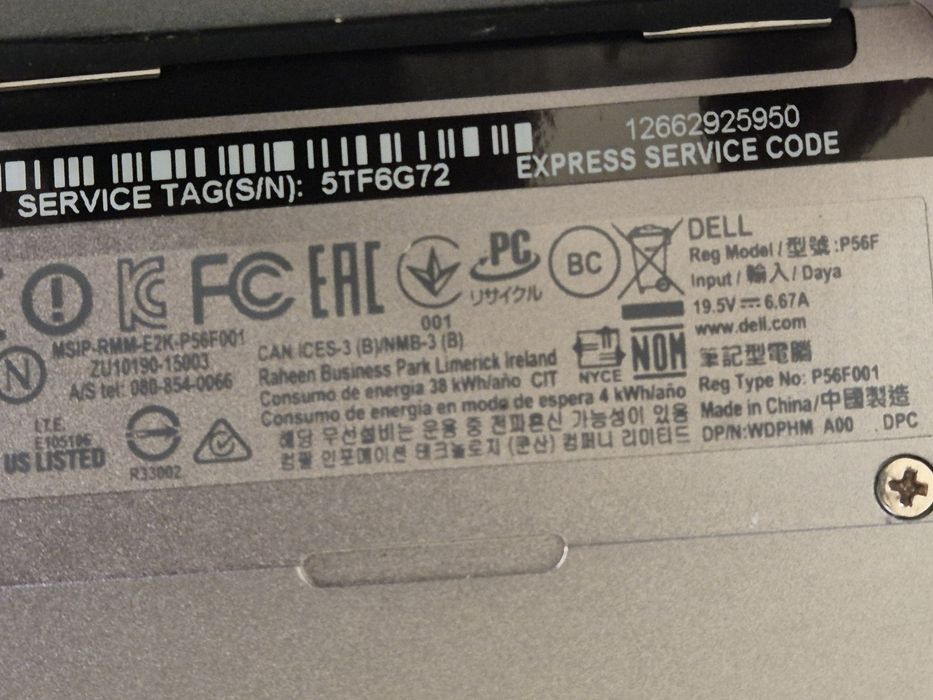 12662925950
EXPRESS SERVICE CODE
SERVICE TAG(S/N): 5TF6G72
FC
EAC
001
PC
リサイクル
BC
DELL
Reg Model / 型號 : P56F
Input / 輸入 / Daya
19.5V ⎓ 6.67A
www.dell.com
筆記型電腦
Reg Type No: P56F001
Made in China/中國製造
DP/N:WDPHM A00 DPC
MSIP-RMM-E2K-P56F001
ZU10190-15003
A/S tel: 080-854-0066
N
I.T.E.
E105106
US LISTED
R33002
CAN ICES-3 (B)/NMB-3 (B)
Raheen Business Park Limerick Ireland
Consumo de energia 38 kWh/año CIT
Consumo de energia en modo de espera 4 kWh/año
해당 무선설비는 운용 중 전파혼신 가능성이 있음
컴팔 인포메이션 테크놀로지 (쿤산) 컴퍼니 리미티드
NYCE
NOM